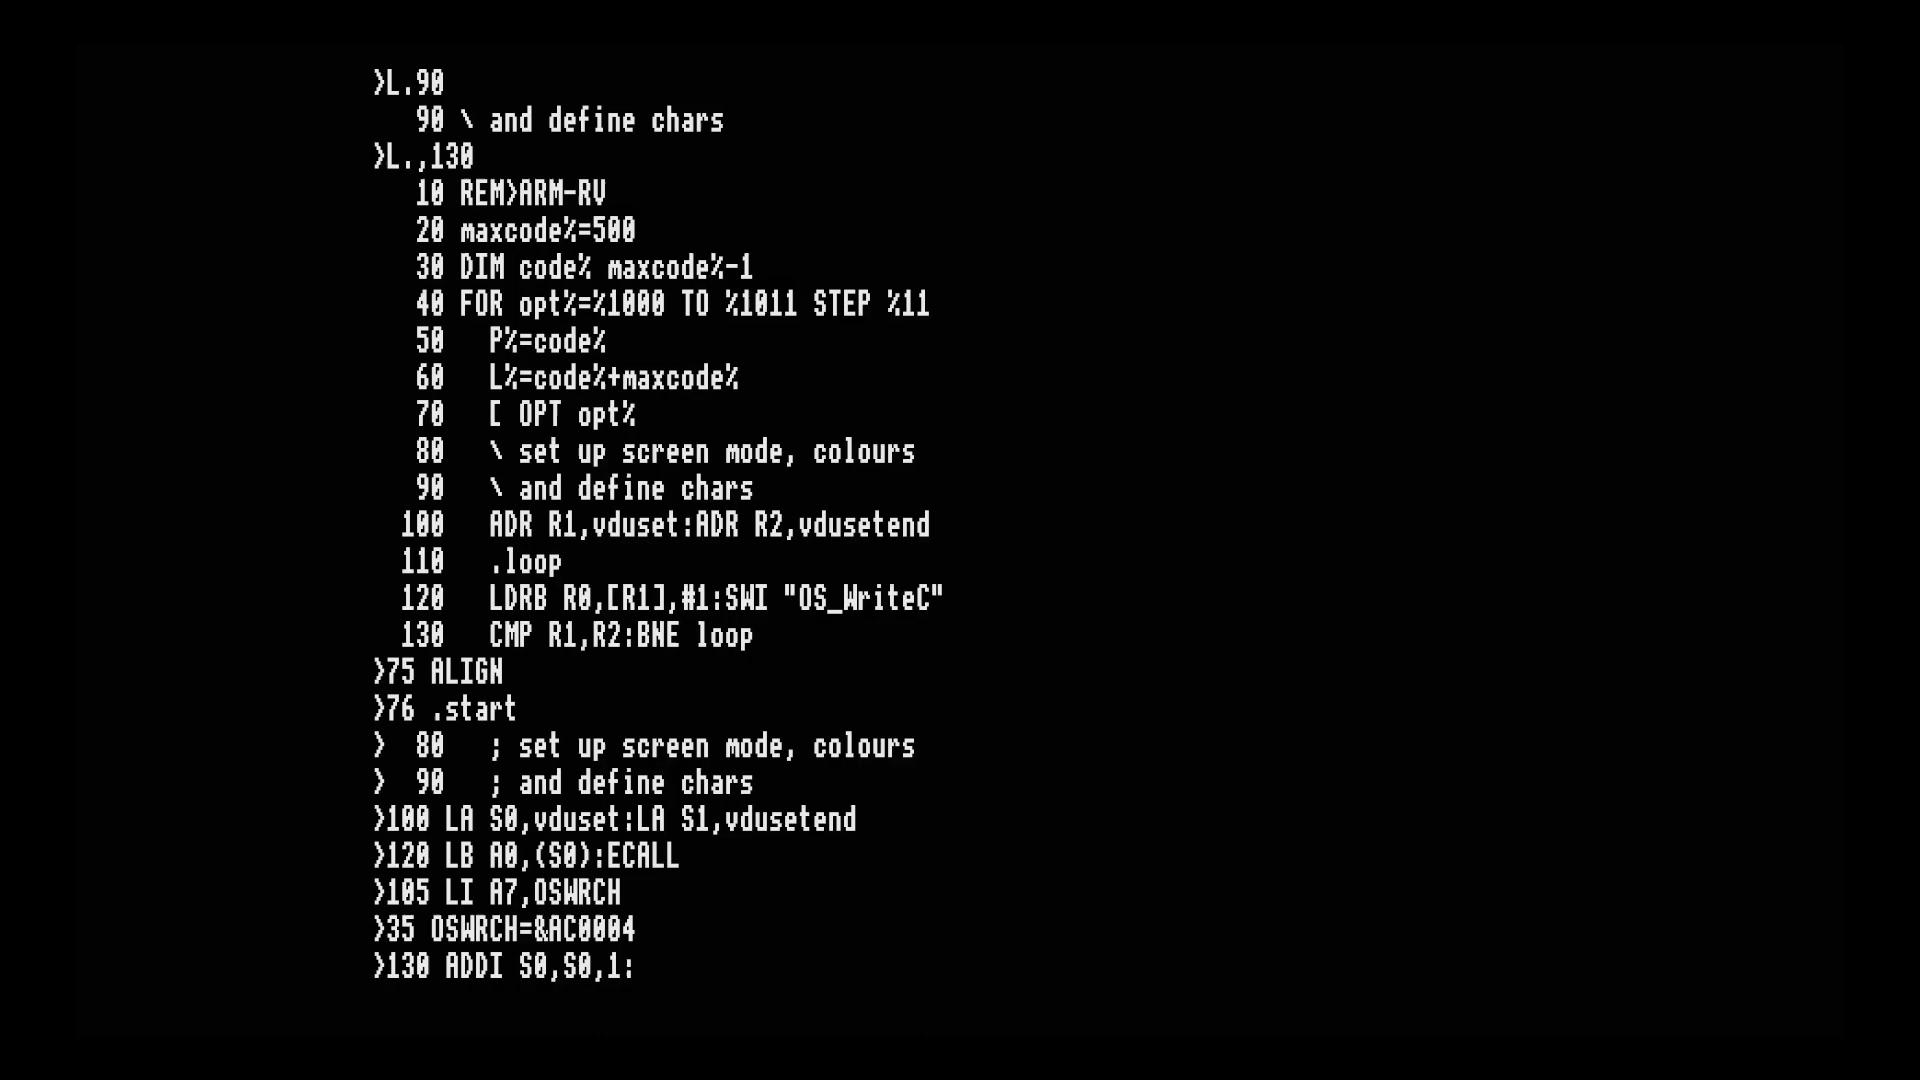 >L.90
   90 \ and define chars
>L.,130
   10 REM>ARM-RV
   20 maxcode%=500
   30 DIM code% maxcode%-1
   40 FOR opt%=%1000 TO %1011 STEP %11
   50   P%=code%
   60   L%=code%+maxcode%
   70   [ OPT opt%
   80   \ set up screen mode, colours
   90   \ and define chars
  100   ADR R1,vduset:ADR R2,vdusetend
  110   .loop
  120   LDRB R0,[R1],#1:SWI "OS_WriteC"
  130   CMP R1,R2:BNE loop
>75 ALIGN
>76 .start
>  80   ; set up screen mode, colours
>  90   ; and define chars
>100 LA S0,vduset:LA S1,vdusetend
>120 LB A0,(S0):ECALL
>105 LI A7,OSWRCH
>35 OSWRCH=&AC0004
>130 ADDI S0,S0,1: